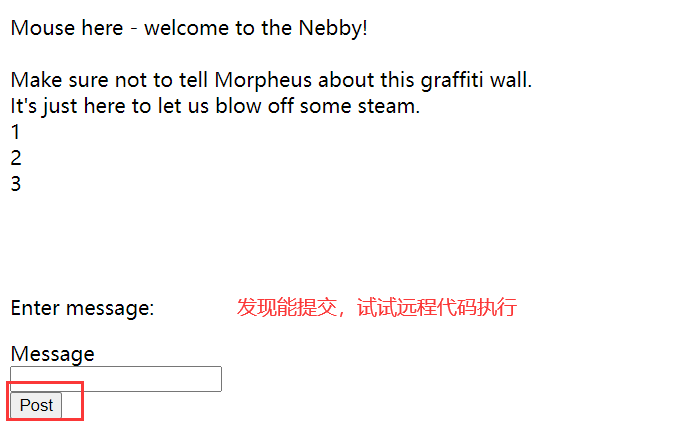 Mouse here - welcome to the Nebby!
Make sure not to tell Morpheus about this graffiti wall.
It's just here to let us blow off some steam.
1
2
3
Enter message: 发现能提交，试试远程代码执行
Message
Post